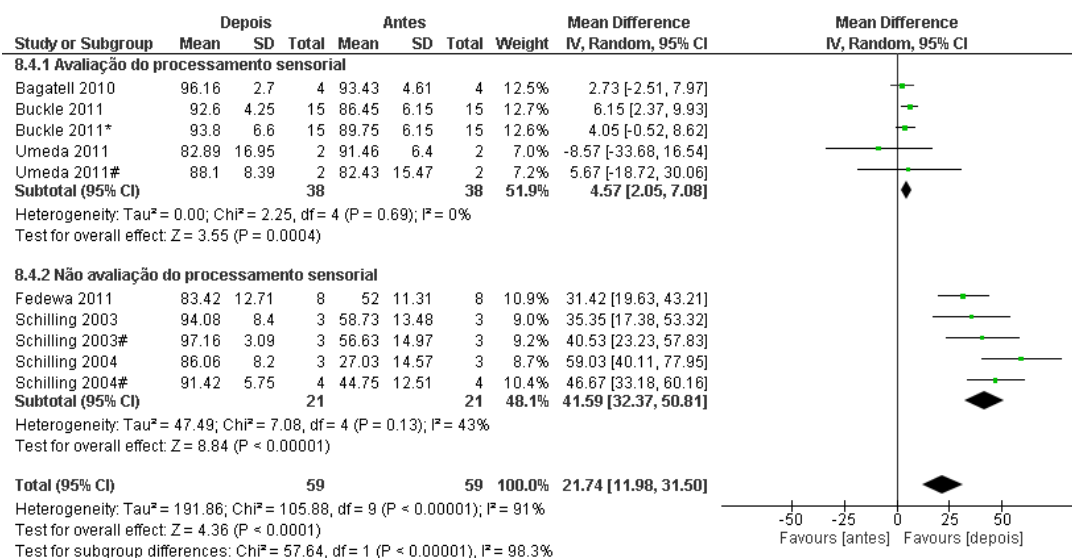 Depois Antes Mean Difference Mean Difference
Study or Subgroup Mean SD Total Mean SD Total Weight IV, Random, 95% CI IV, Random, 95% CI
8.4.1 Avaliação do processamento sensorial
Bagatell 2010 96.16 2.7 4 93.43 4.61 4 12.5% 2.73 [-2.51, 7.97]
Buckle 2011 92.6 4.25 15 86.45 6.15 15 12.8% 6.15 [2.37, 9.93]
Buckle 2011* 93.8 6.6 15 89.75 6.15 15 12.6% 4.05 [-0.52, 8.62]
Umeda 2011 82.89 16.95 2 91.46 6.4 2 7.0% -8.57 [-33.68, 16.54]
Umeda 2011# 88.1 8.39 2 82.43 15.47 2 7.2% 5.67 [-18.72, 30.06]
Subtotal (95% CI) 38 38 51.9% 4.57 [2.05, 7.08]
Heterogeneity: Tau² = 0.00; Chi² = 2.25, df = 4 (P = 0.69); I² = 0%
Test for overall effect: Z = 3.55 (P = 0.0004)
8.4.2 Não avaliação do processamento sensorial
Fedewa 2011 83.42 12.71 8 52 11.31 8 10.9% 31.42 [19.63, 43.21]
Schilling 2003 94.08 8.4 3 58.73 13.48 3 9.0% 35.35 [17.38, 53.32]
Schilling 2003# 97.16 3.09 3 56.63 14.97 3 9.2% 40.53 [23.23, 57.83]
Schilling 2004 86.06 8.2 3 27.03 14.57 3 8.7% 59.03 [40.11, 77.95]
Schilling 2004# 91.42 5.75 4 44.75 12.51 4 10.4% 46.67 [33.18, 60.16]
Subtotal (95% CI) 21 21 48.1% 41.59 [32.37, 50.81]
Heterogeneity: Tau² = 47.49; Chi² = 7.08, df = 4 (P = 0.13); I² = 43%
Test for overall effect: Z = 8.84 (P < 0.00001)
Total (95% CI) 59 59 100.0% 21.74 [11.98, 31.50]
Heterogeneity: Tau² = 191.86; Chi² = 105.88, df = 9 (P < 0.00001); I² = 91%
Test for overall effect: Z = 4.36 (P < 0.0001)
Test for subgroup differences: Chi² = 57.64, df = 1 (P < 0.00001), I² = 98.3%
-50 -25 0 25 50
Favours [antes] Favours [depois]